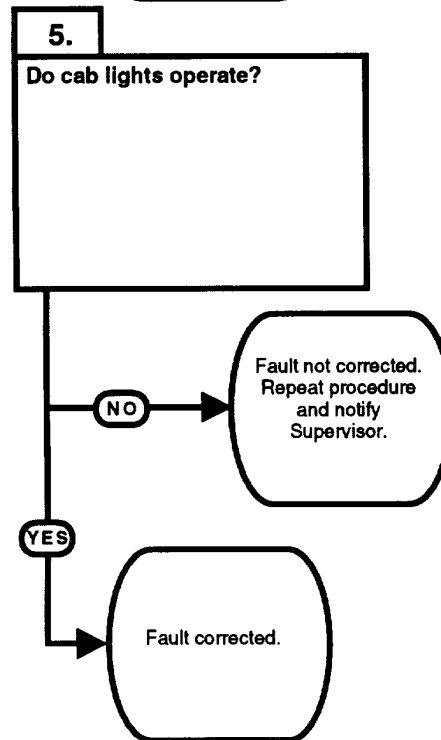 5.
Do cab lights operate?
Fault not corrected.
Repeat procedure
and notify
Supervisor.
NO
YES
Fault corrected.